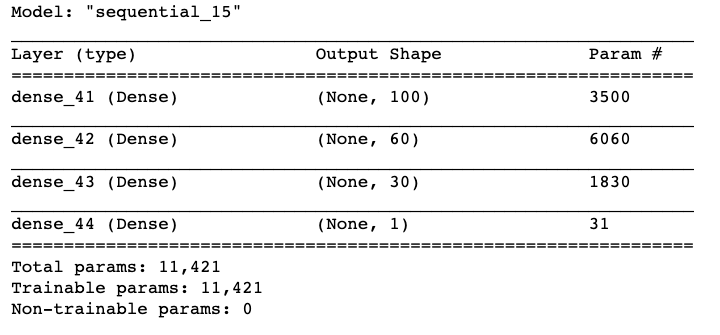 Model: "sequential_15"
Layer (type) Output Shape Param #
dense_41 (Dense) (None, 100) 3500
dense_42 (Dense) (None, 60) 6060
dense_43 (Dense) (None, 30) 1830
dense_44 (Dense) (None, 1) 31
Total params: 11,421
Trainable params: 11,421
Non-trainable params: 0